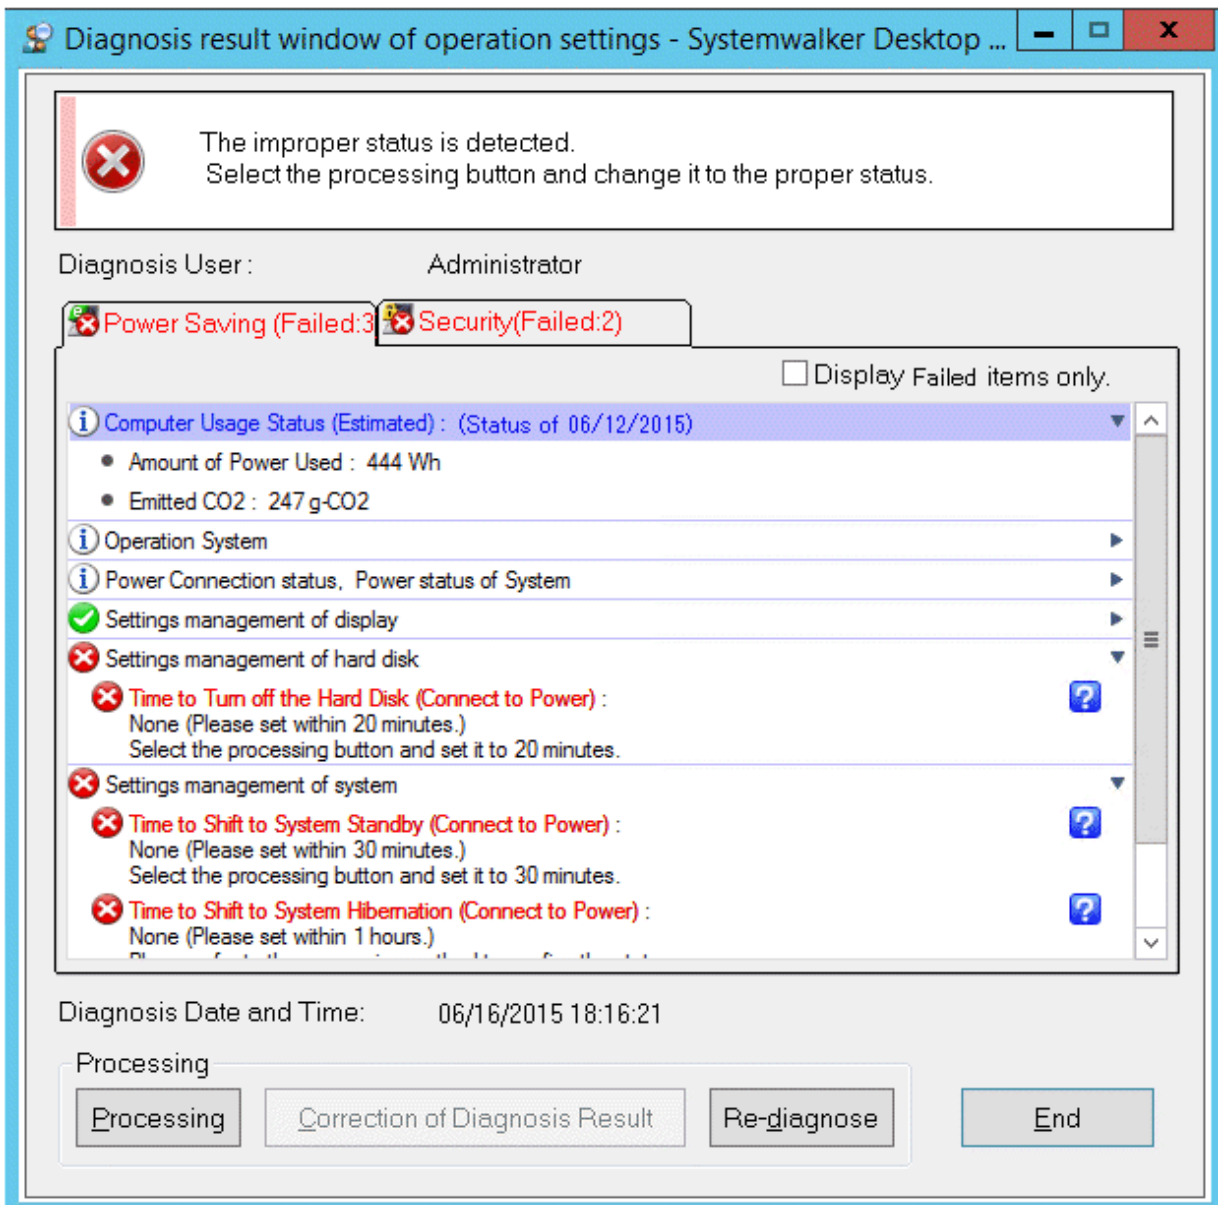 Diagnosis result window of operation settings - Systemwalker Desktop ...
The improper status is detected.
Select the processing button and change it to the proper status.
Diagnosis User : Administrator
Power Saving (Failed:3 Security(Failed:2)
Display Failed items only.
Computer Usage Status (Estimated) : (Status of 06/12/2015)
Amount of Power Used : 444 Wh
Emitted CO2 : 247 g-CO2
Operation System
Power Connection status, Power status of System
Settings management of display
Settings management of hard disk
Time to Turn off the Hard Disk (Connect to Power) :
None (Please set within 20 minutes.)
Select the processing button and set it to 20 minutes.
Settings management of system
Time to Shift to System Standby (Connect to Power) :
None (Please set within 30 minutes.)
Select the processing button and set it to 30 minutes.
Time to Shift to System Hibernation (Connect to Power) :
None (Please set within 1 hours.)
Diagnosis Date and Time: 06/16/2015 18:16:21
Processing
Processing Correction of Diagnosis Result Re-diagnose End